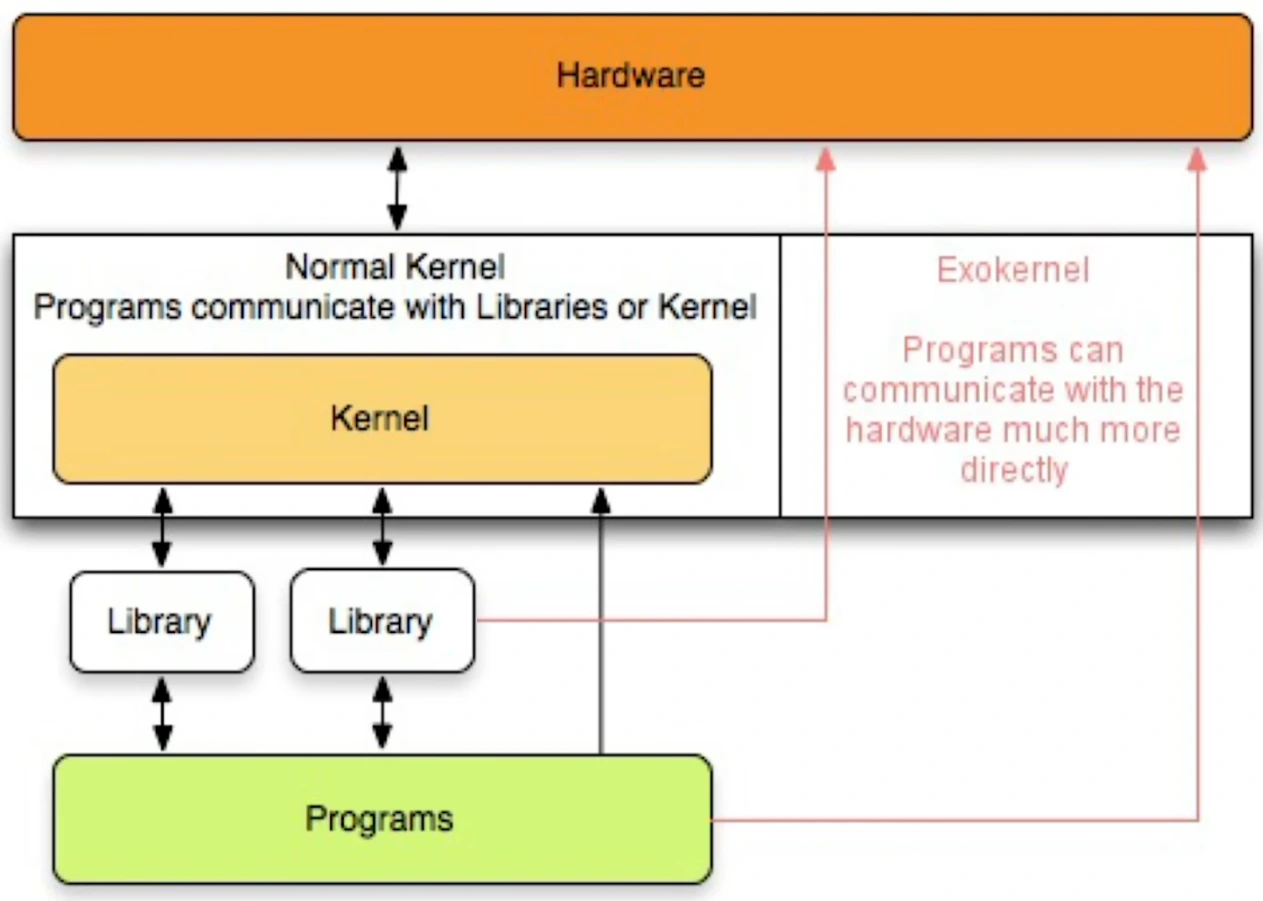 Hardware
Normal Kernel
Programs communicate with Libraries or Kernel
Kernel
Exokernel
Programs can
communicate with the
hardware much more
directly
Library
Library
Programs